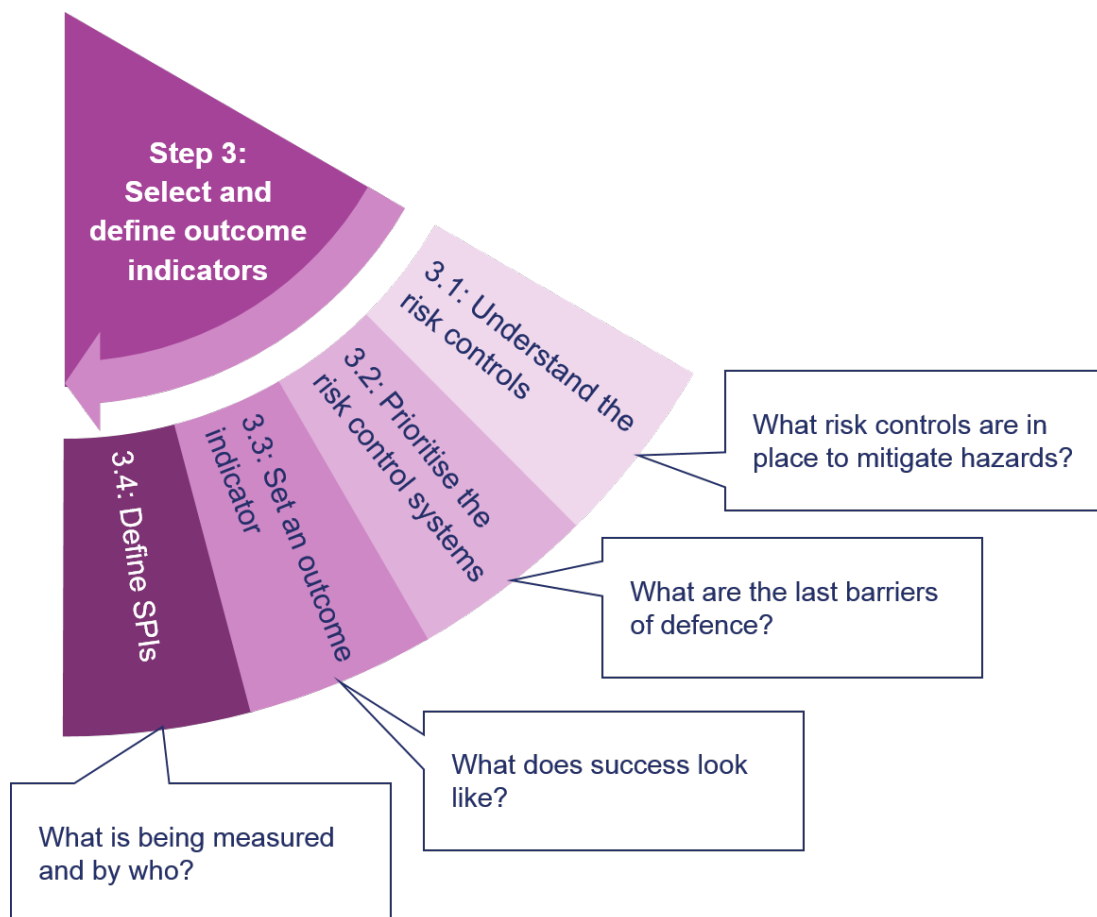 Step 3:
Select and
define outcome
indicators
3.1: Understand the
risk controls
What risk controls are in
place to mitigate hazards?
3.2: Prioritise the
risk control systems
What are the last barriers
of defence?
3.3: Set an outcome
indicator
What does success look
like?
3.4: Define SPIs
What is being measured
and by who?